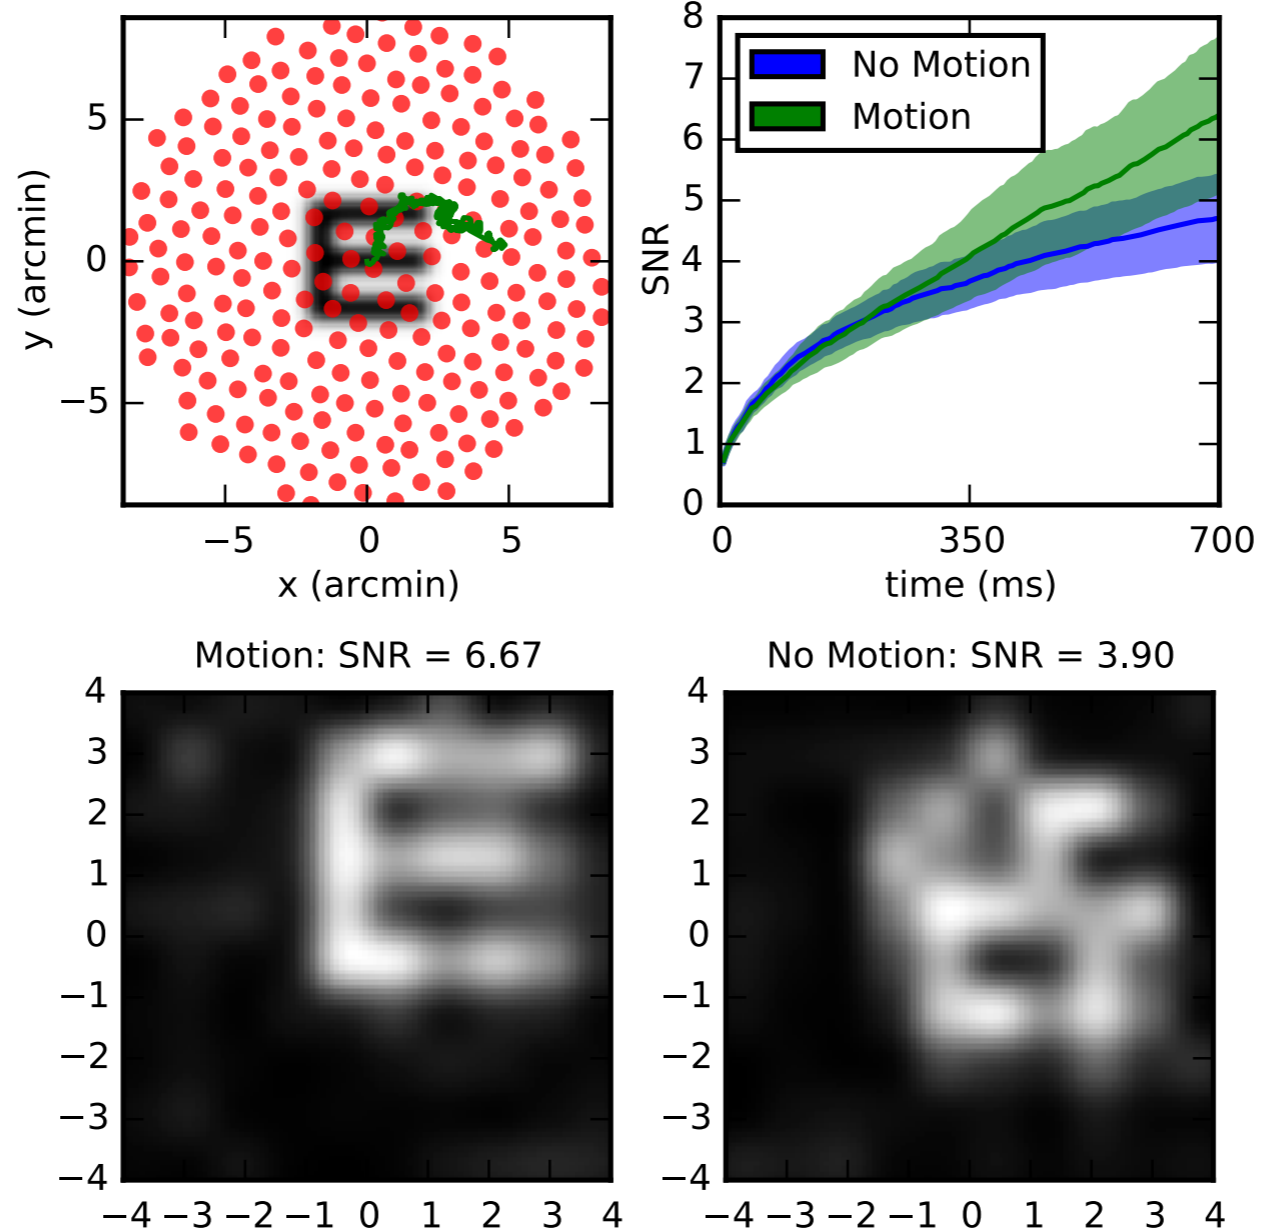 5
0
−5
y (arcmin)
−5 0 5
x (arcmin)
E
8
7
6
5
4
3
2
1
0
SNR
No Motion
Motion
0 350 700
time (ms)
Motion: SNR = 6.67
4
3
2
1
0
−1
−2
−3
−4
−4 −3 −2 −1 0 1 2 3 4
E
No Motion: SNR = 3.90
4
3
2
1
0
−1
−2
−3
−4
−4 −3 −2 −1 0 1 2 3 4